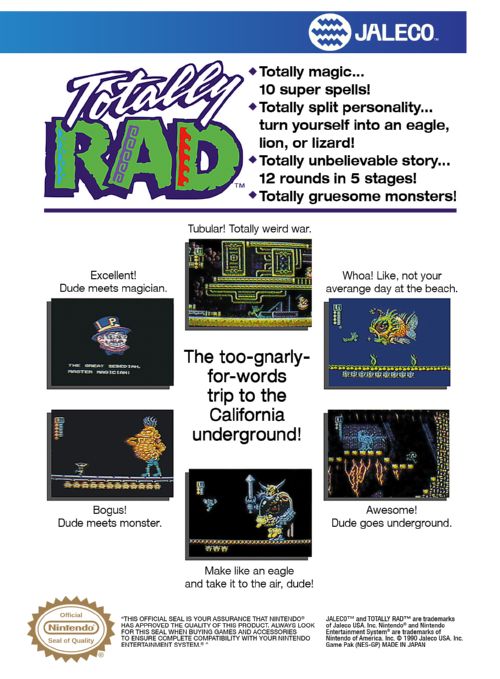 JALECO™
Totally
RAD™
◆Totally magic...
10 super spells!
◆Totally split personality...
turn yourself into an eagle,
lion, or lizard!
◆Totally unbelievable story...
12 rounds in 5 stages!
◆Totally gruesome monsters!
Tubular! Totally weird war.
Excellent!
Dude meets magician.
Whoa! Like, not your
average day at the beach.
P
THE GREAT BEBEDIAH,
MASTER MAGICIAN!
The too-gnarly-
for-words
trip to the
California
underground!
Bogus!
Dude meets monster.
Awesome!
Dude goes underground.
Make like an eagle
and take it to the air, dude!
Official
Nintendo
Seal of Quality
®
"THIS OFFICIAL SEAL IS YOUR ASSURANCE THAT NINTENDO®
HAS APPROVED THE QUALITY OF THIS PRODUCT. ALWAYS LOOK
FOR THIS SEAL WHEN BUYING GAMES AND ACCESSORIES
TO ENSURE COMPLETE COMPATIBILITY WITH YOUR NINTENDO
ENTERTAINMENT SYSTEM.® "
JALECO™ and TOTALLY RAD™ are trademarks
of Jaleco USA, Inc. Nintendo® and Nintendo
Entertainment System® are trademarks of
Nintendo of America, Inc. © 1990 Jaleco USA, Inc.
Game Pak (NES-GP) MADE IN JAPAN